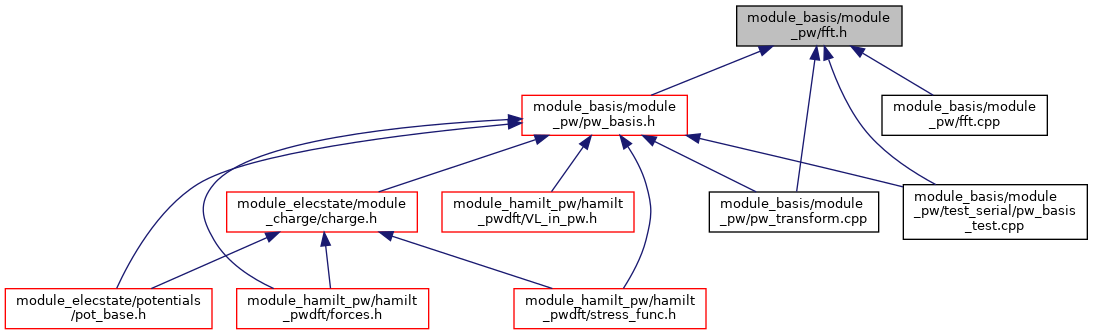 module_basis/module
_pw/fft.h
module_basis/module
_pw/pw_basis.h
module_basis/module
_pw/fft.cpp
module_elecstate/module
_charge/charge.h
module_hamilt_pw/hamilt
_pwdft/VL_in_pw.h
module_basis/module
_pw/pw_transform.cpp
module_basis/module
_pw/test_serial/pw_basis
_test.cpp
module_elecstate/potentials
/pot_base.h
module_hamilt_pw/hamilt
_pwdft/forces.h
module_hamilt_pw/hamilt
_pwdft/stress_func.h